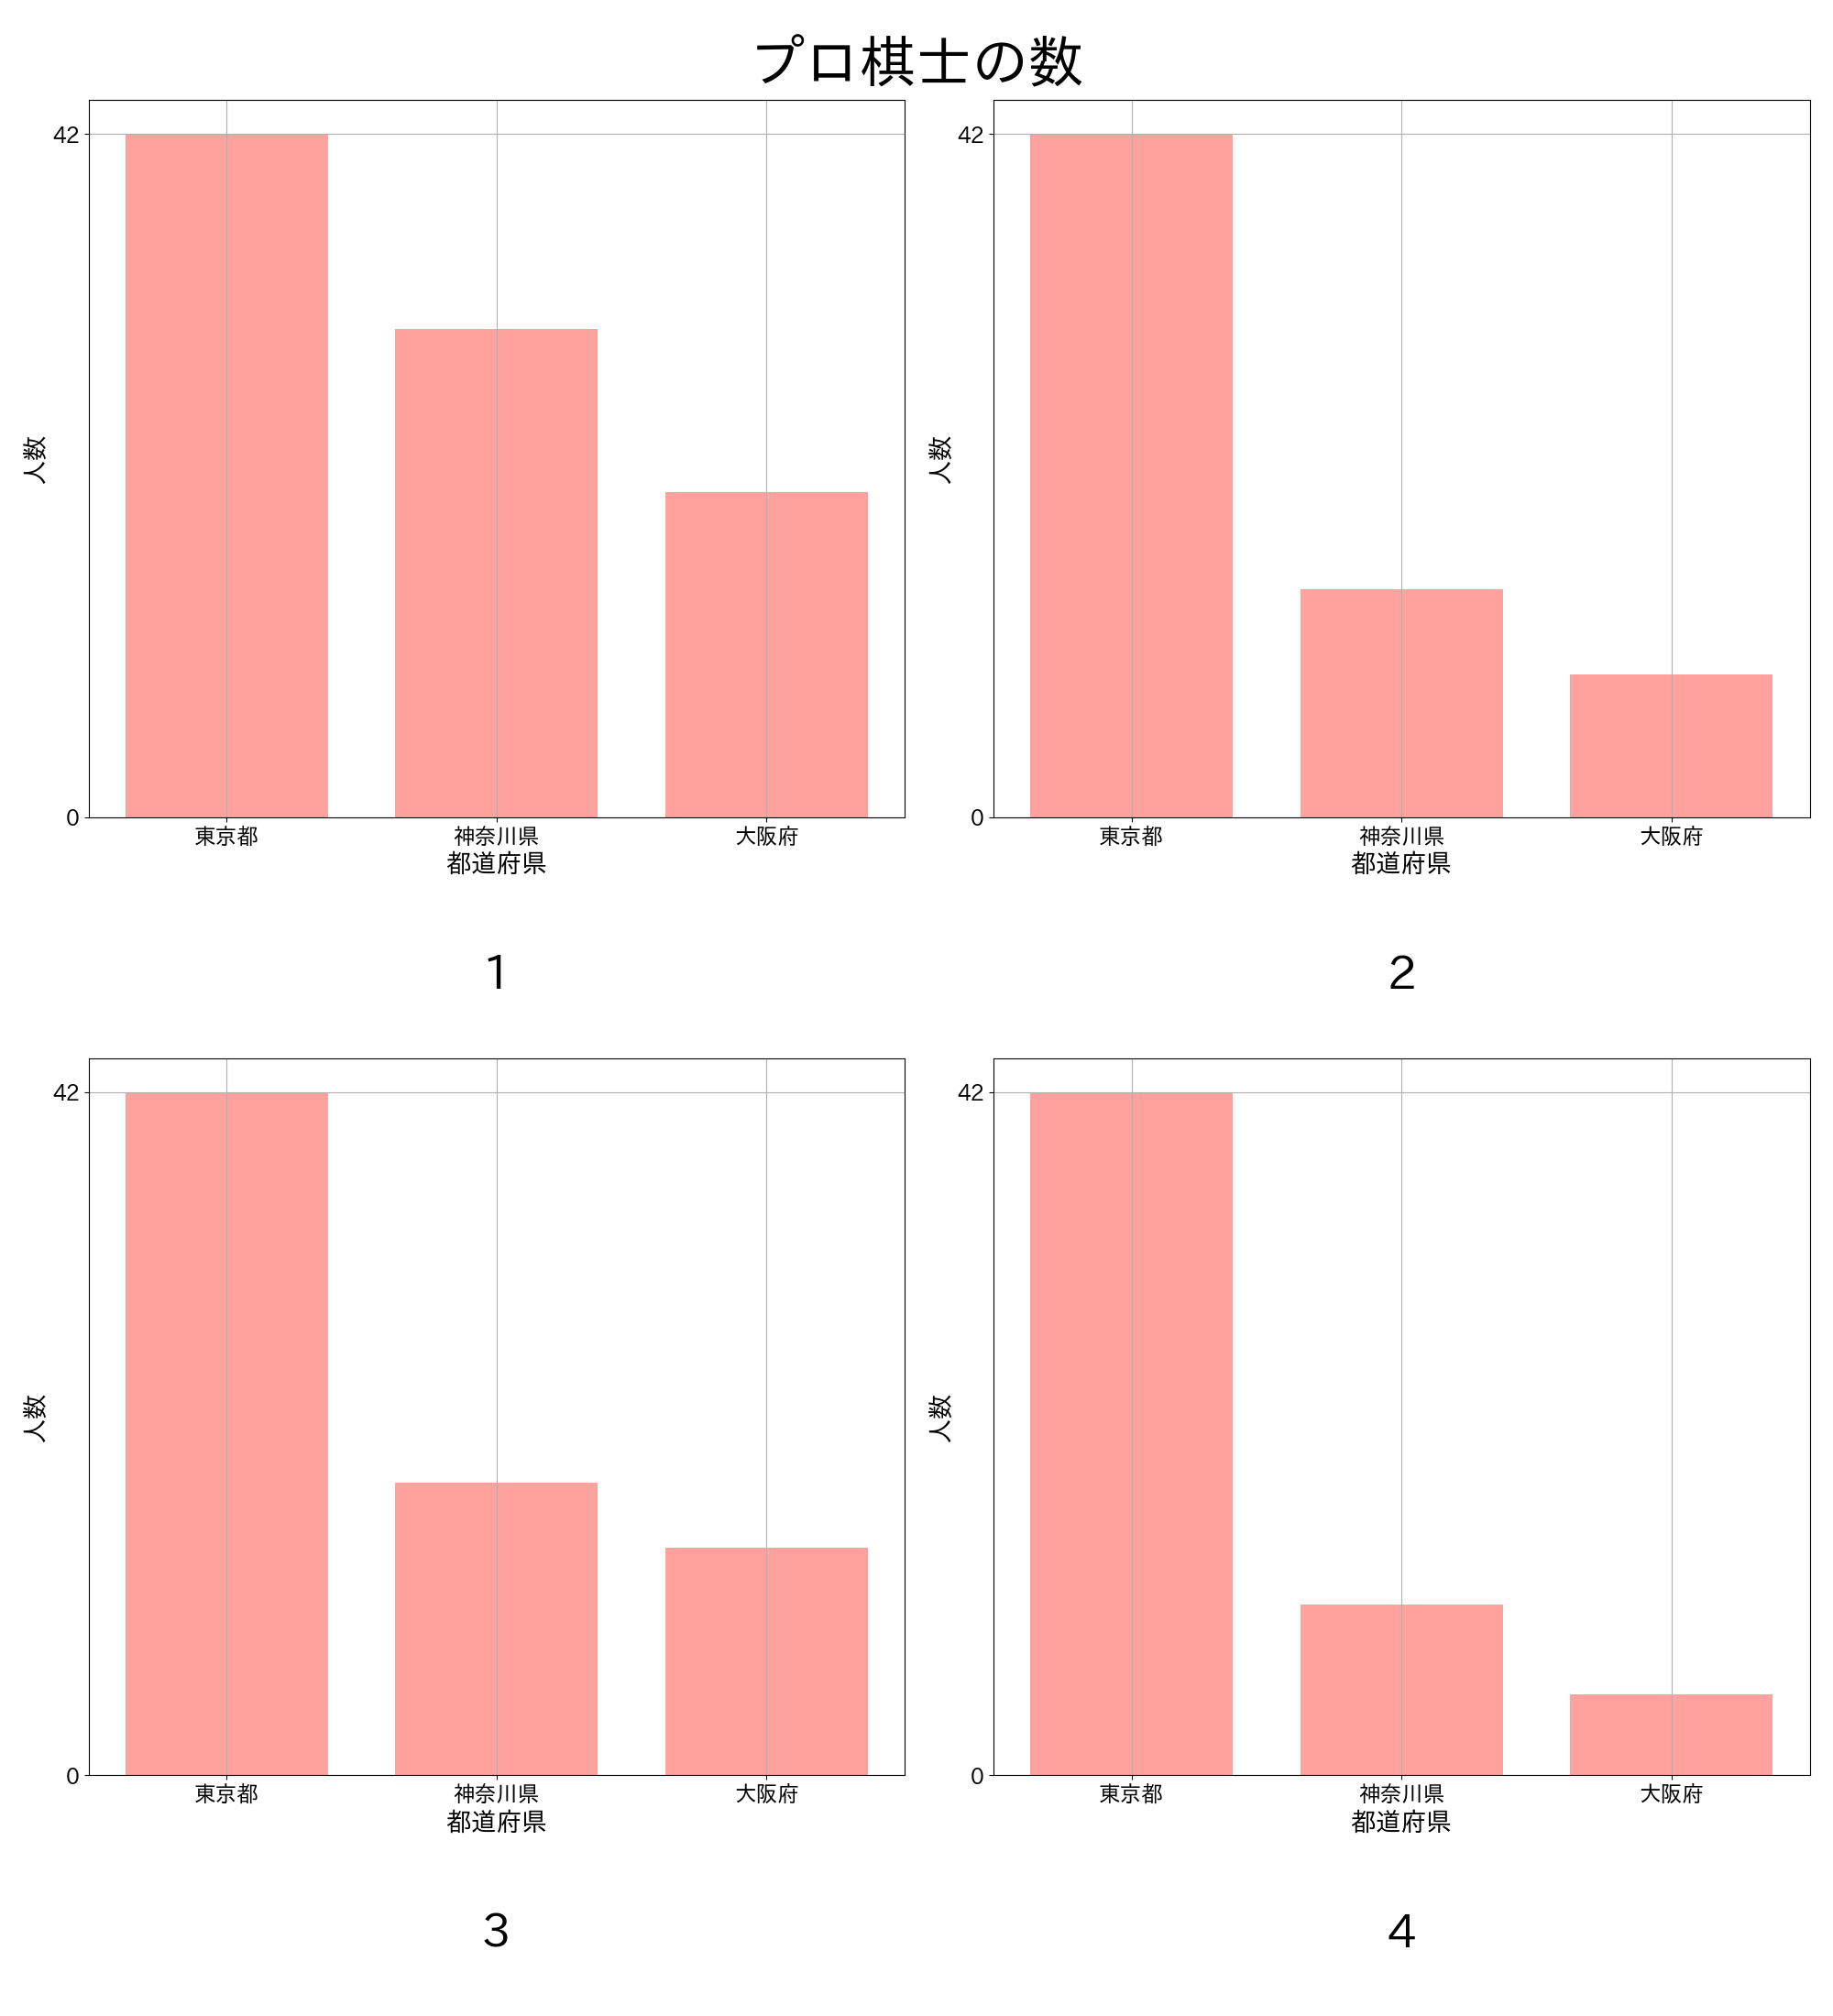 プロ棋士の数
42
0
人数
東京都 神奈川県 大阪府
都道府県
1
42
0
人数
東京都 神奈川県 大阪府
都道府県
2
42
0
人数
東京都 神奈川県 大阪府
都道府県
3
42
0
人数
東京都 神奈川県 大阪府
都道府県
4